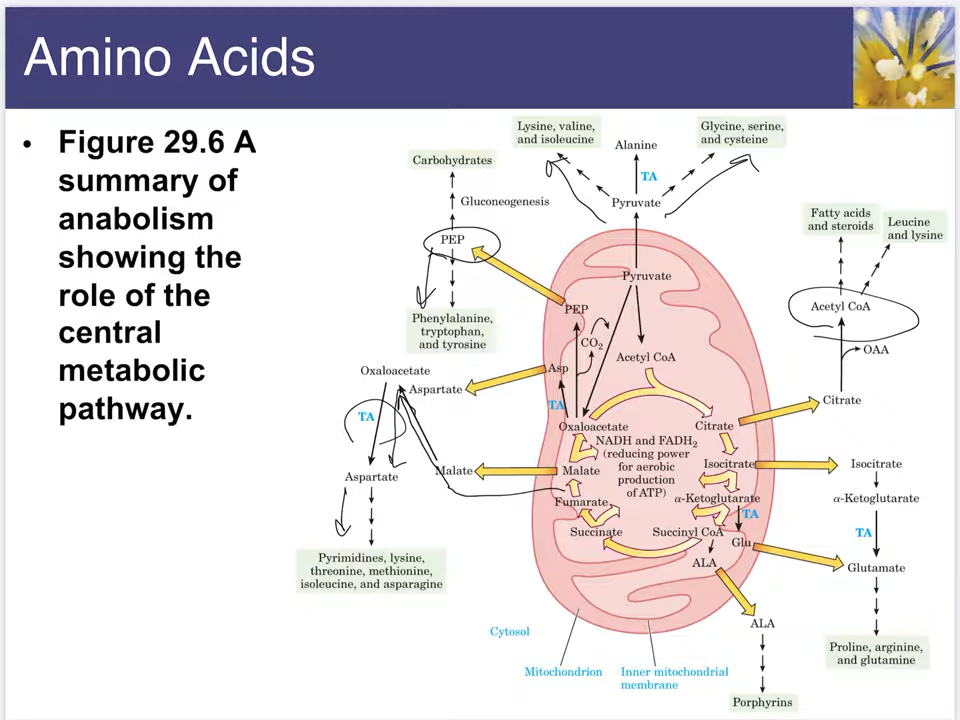 Amino Acids
• Figure 29.6 A
summary of
anabolism
showing the
role of the
central
metabolic
pathway.
Lysine, valine,
and isoleucine
Alanine
Glycine, serine,
and cysteine
Carbohydrates
TA
Gluconeogenesis
Pyruvate
Fatty acids
and steroids
Leucine
and lysine
PEP
Pyruvate
PEP
Acetyl CoA
Phenylalanine,
tryptophan,
and tyrosine
CO2
Acetyl CoA
OAA
Oxaloacetate
Asp
Aspartate
TA
Citrate
TA
Oxaloacetate
Citrate
NADH and FADH2
(reducing power
for aerobic
production
of ATP)
Malate
Malate
Isocitrate
Isocitrate
Aspartate
Fumarate
α-Ketoglutarate
α-Ketoglutarate
TA
Succinate
Succinyl CoA
Glu
TA
ALA
Glutamate
Pyrimidines, lysine,
threonine, methionine,
isoleucine, and asparagine
ALA
Cytosol
Proline, arginine,
and glutamine
Mitochondrion
Inner mitochondrial
membrane
Porphyrins